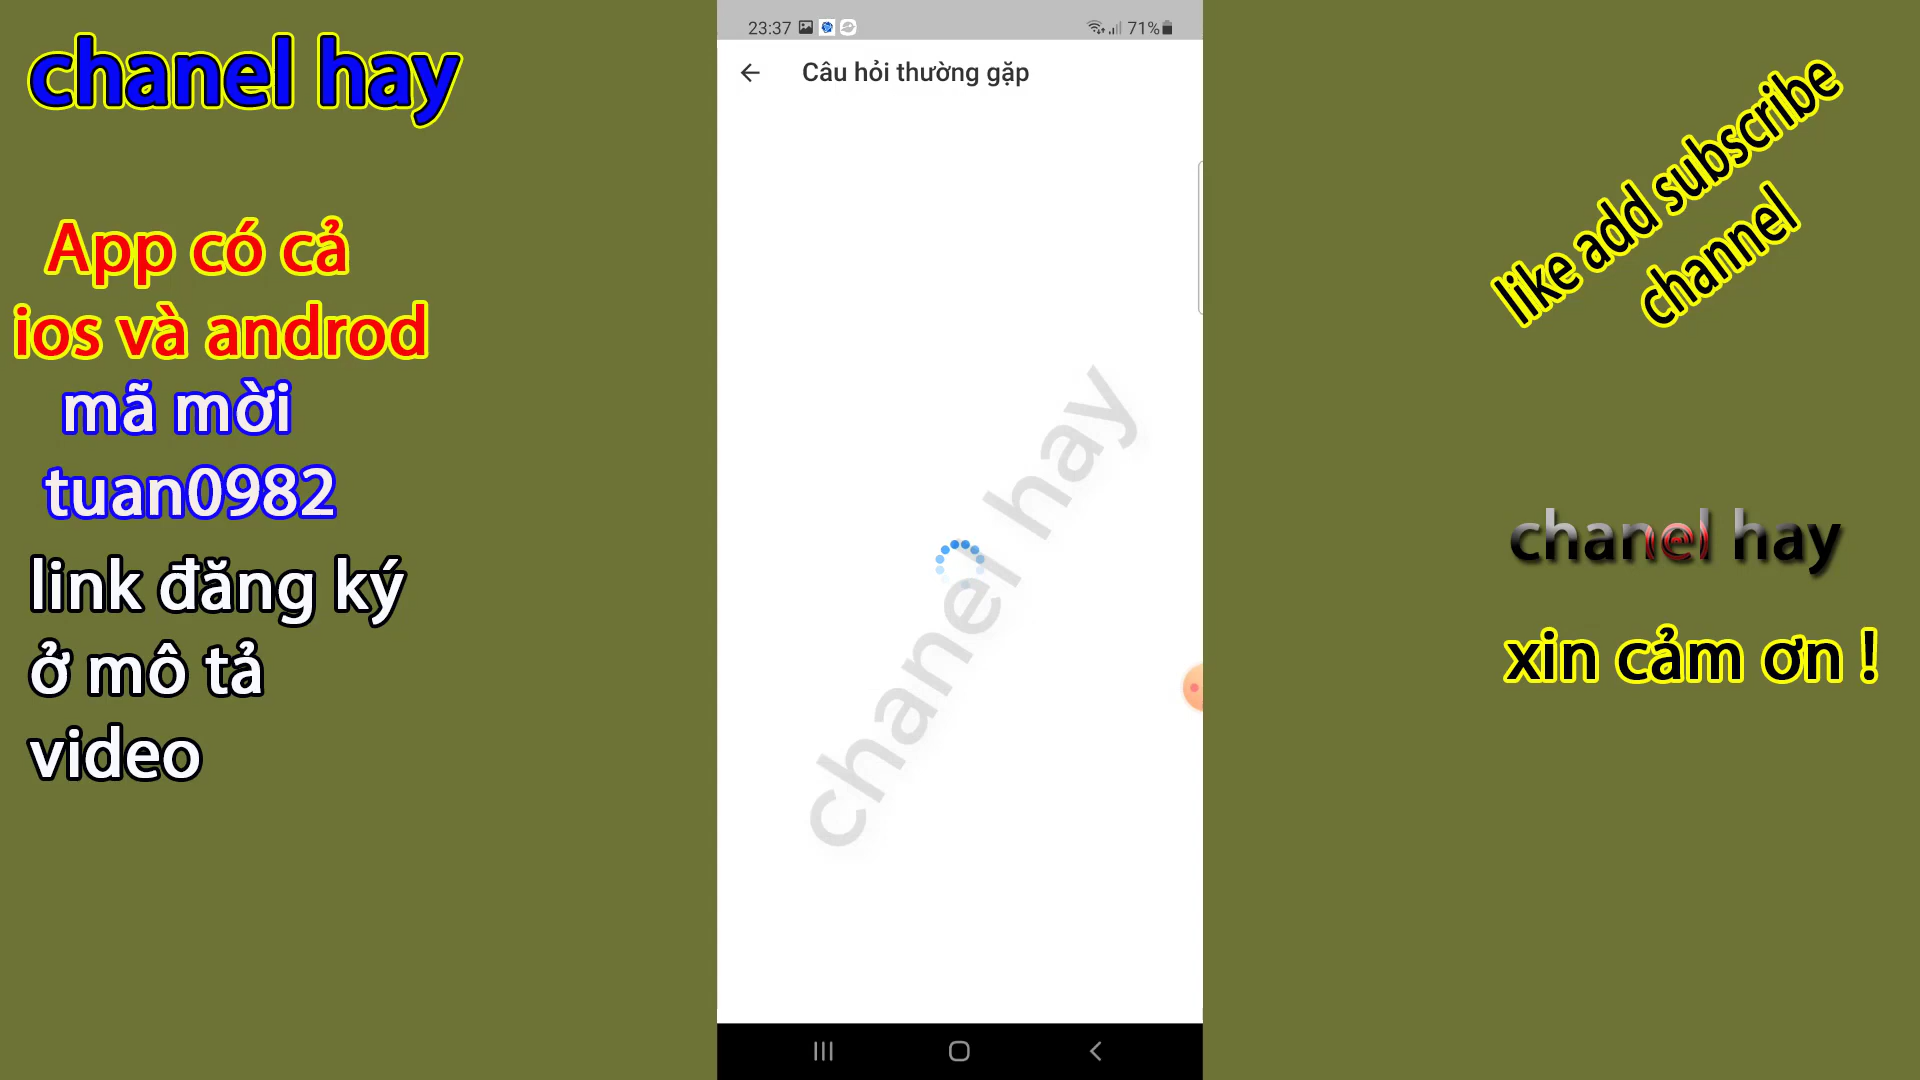 chanel hay
App có cả
ios và androd
mã mời
tuan0982
link đăng ký
ở mô tả
video
23:37
71%
Câu hỏi thường gặp
chanel hay
like add subscribe
channel
chanel hay
xin cảm ơn !